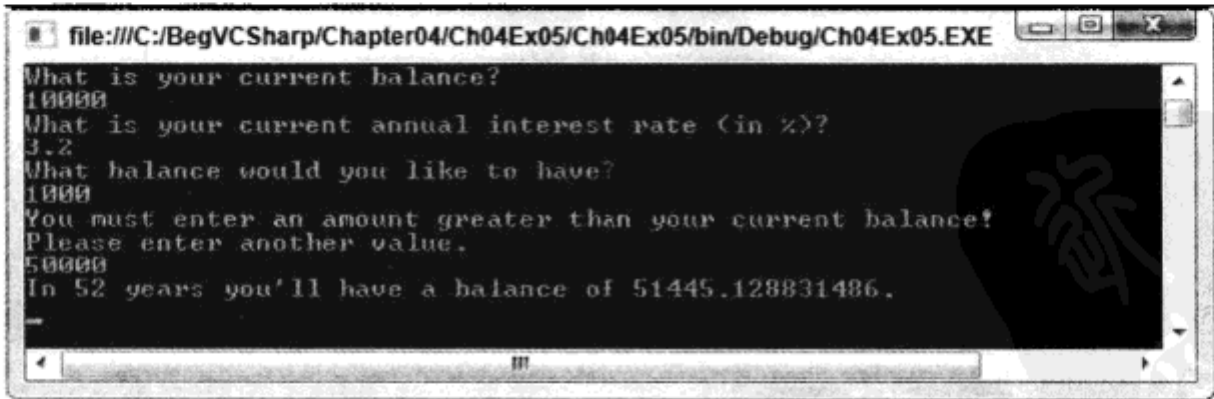 file:///C:/BegVCSharp/Chapter04/Ch04Ex05/Ch04Ex05/bin/Debug/Ch04Ex05.EXE
What is your current balance?
10000
What is your current annual interest rate (in %)?
3.2
What balance would you like to have?
1000
You must enter an amount greater than your current balance!
Please enter another value.
50000
In 52 years you'll have a balance of 51445.128831486.